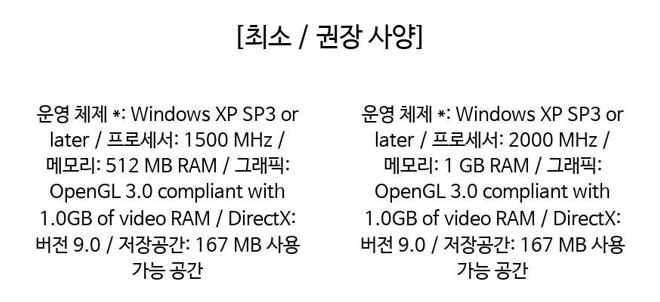 [최소 / 권장 사양]
운영 체제 *: Windows XP SP3 or
later / 프로세서: 1500 MHz /
메모리: 512 MB RAM / 그래픽:
OpenGL 3.0 compliant with
1.0GB of video RAM / DirectX:
버전 9.0 / 저장공간: 167 MB 사용
가능 공간
운영 체제 *: Windows XP SP3 or
later / 프로세서: 2000 MHz /
메모리: 1 GB RAM / 그래픽:
OpenGL 3.0 compliant with
1.0GB of video RAM / DirectX:
버전 9.0 / 저장공간: 167 MB 사용
가능 공간